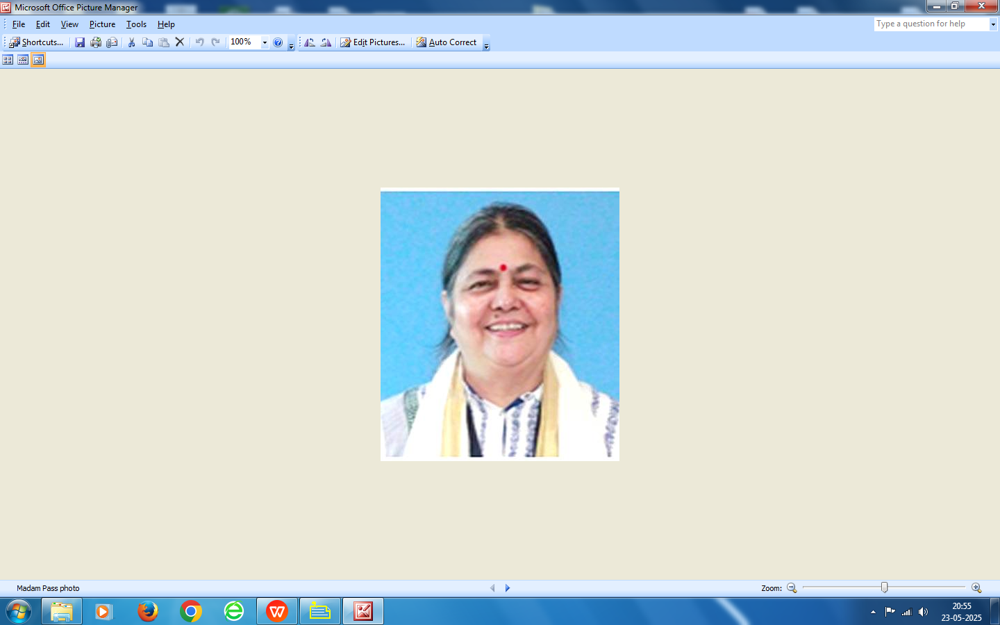 Microsoft Office Picture Manager
File Edit View Picture Tools Help
Type a question for help
Shortcuts... 100% Edit Pictures... Auto Correct
Madam Pass photo
Zoom:
20:55
23-05-2025